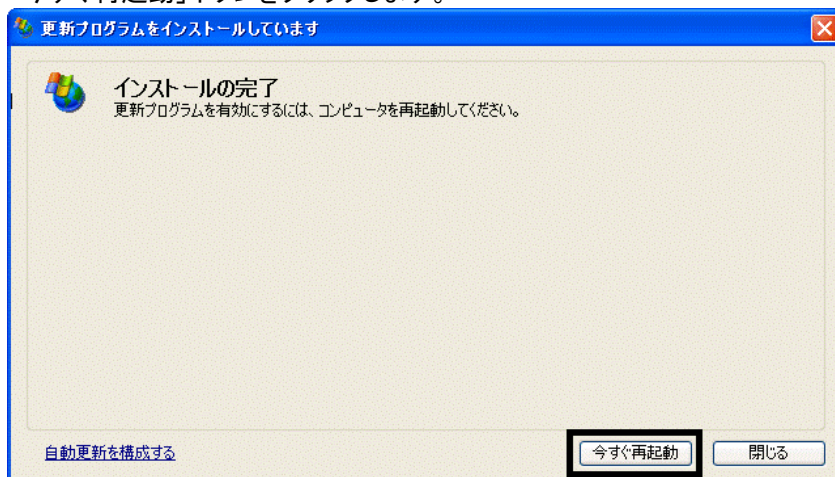 更新プログラムをインストールしています
インストールの完了
更新プログラムを有効にするには、コンピュータを再起動してください。
自動更新を構成する
今すぐ再起動
閉じる